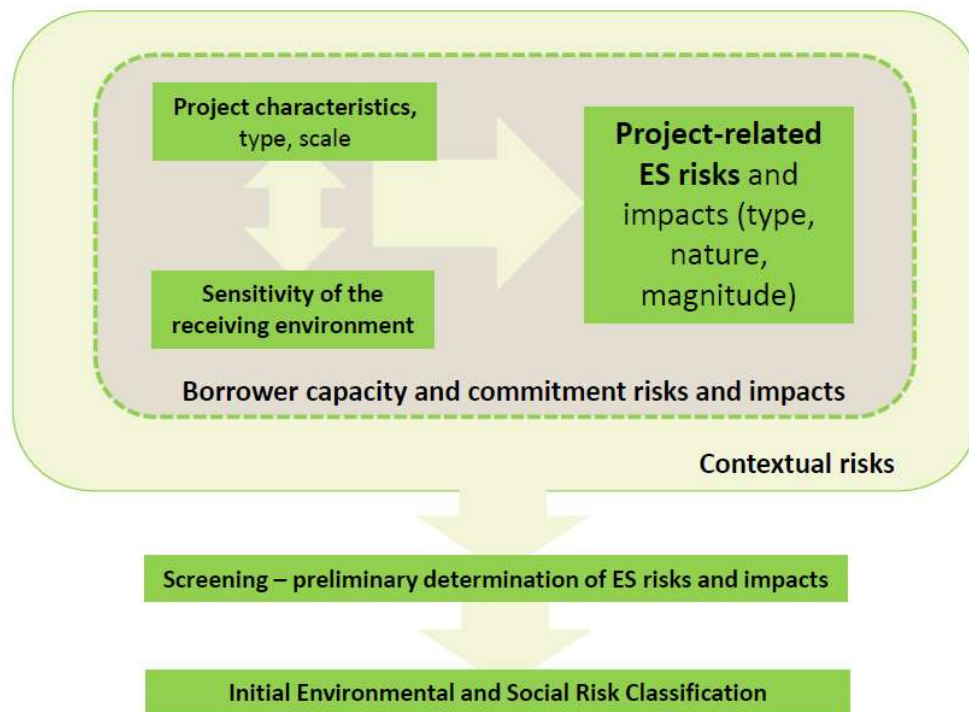 Project characteristics,
type, scale
Project-related
ES risks and
impacts (type,
nature,
magnitude)
Sensitivity of the
receiving environment
Borrower capacity and commitment risks and impacts
Contextual risks
Screening – preliminary determination of ES risks and impacts
Initial Environmental and Social Risk Classification